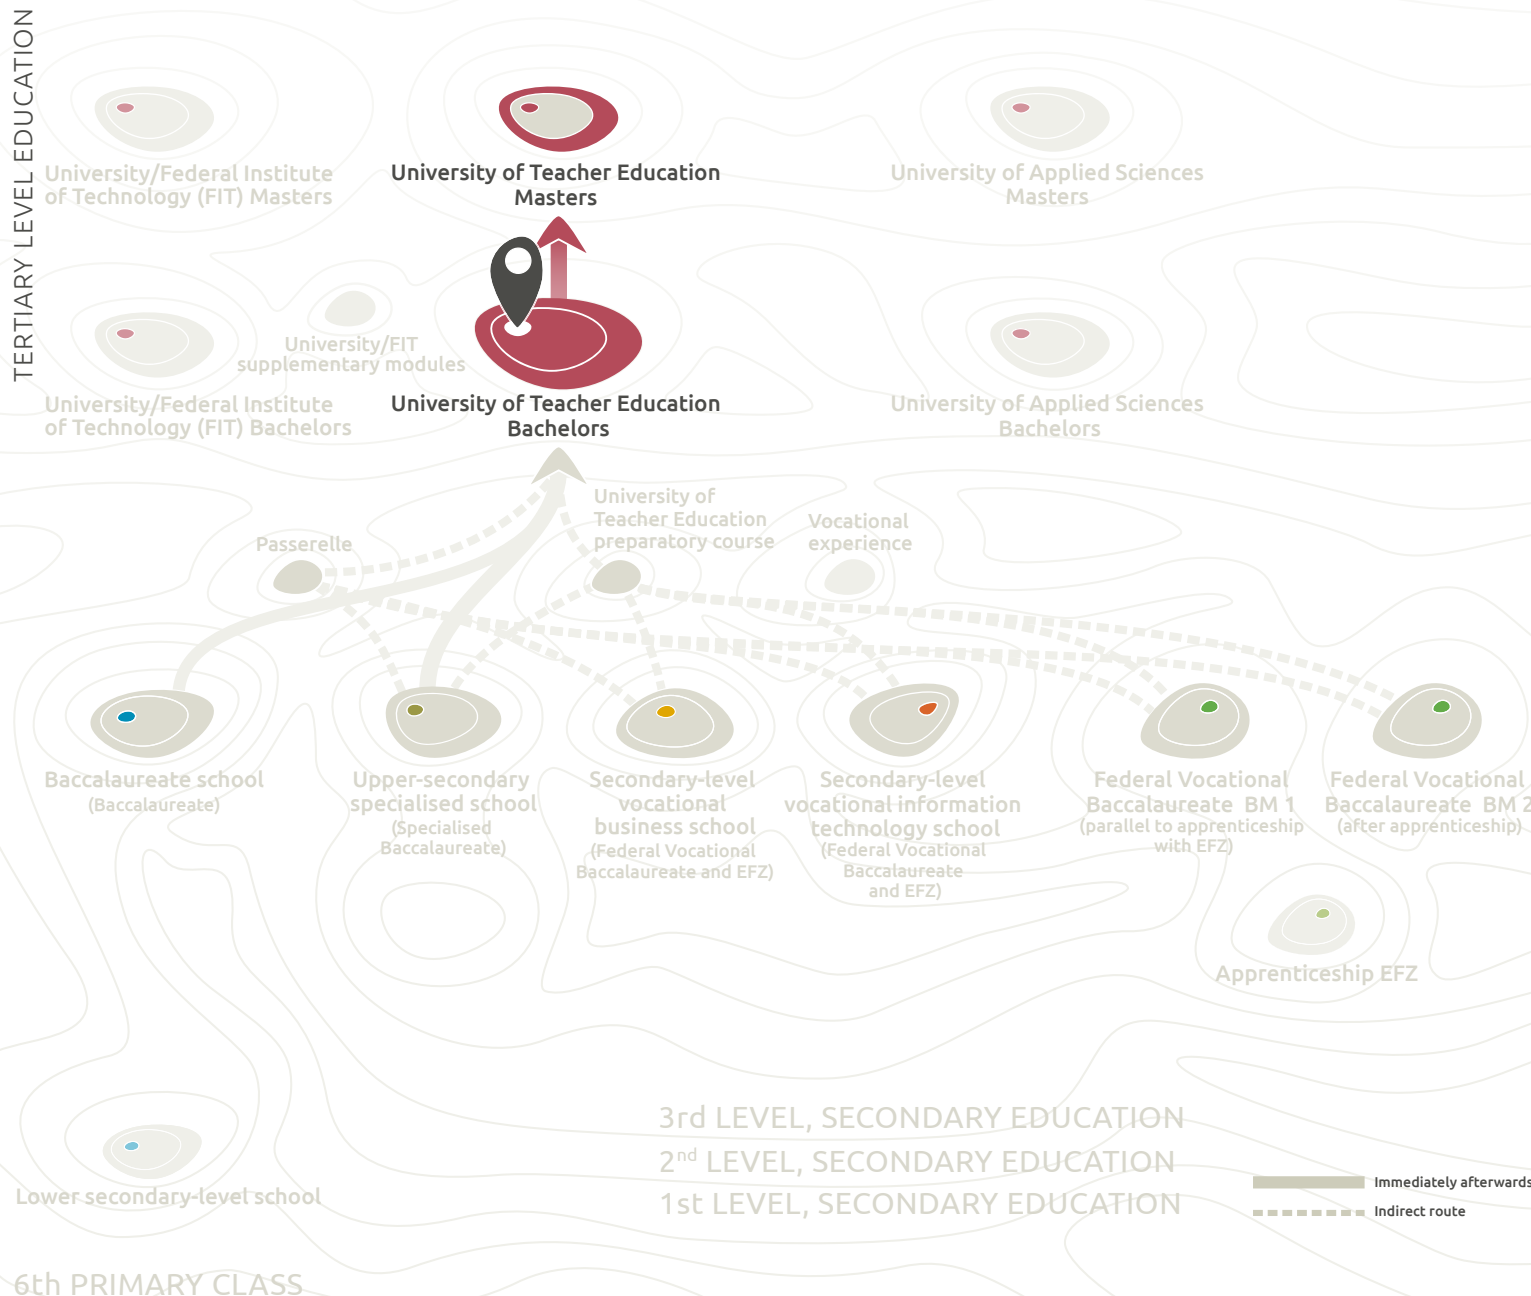 TERTIARY LEVEL EDUCATION
University/Federal Institute
of Technology (FIT) Masters
University of Teacher Education
Masters
University of Applied Sciences
Masters
University/FIT
supplementary modules
University/Federal Institute
of Technology (FIT) Bachelors
University of Teacher Education
Bachelors
University of Applied Sciences
Bachelors
Passerelle
University of
Teacher Education
preparatory course
Vocational
experience
Baccalaureate school
(Baccalaureate)
Upper-secondary
specialised school
(Specialised
Baccalaureate)
Secondary-level
vocational
business school
(Federal Vocational
Baccalaureate and EFZ)
Secondary-level
vocational information
technology school
(Federal Vocational
Baccalaureate
and EFZ)
Federal Vocational
Baccalaureate BM 1
(parallel to apprenticeship
with EFZ)
Federal Vocational
Baccalaureate BM 2
(after apprenticeship)
Apprenticeship EFZ
Lower secondary-level school
3rd LEVEL, SECONDARY EDUCATION
2nd LEVEL, SECONDARY EDUCATION
1st LEVEL, SECONDARY EDUCATION
Immediately afterwards
Indirect route
6th PRIMARY CLASS